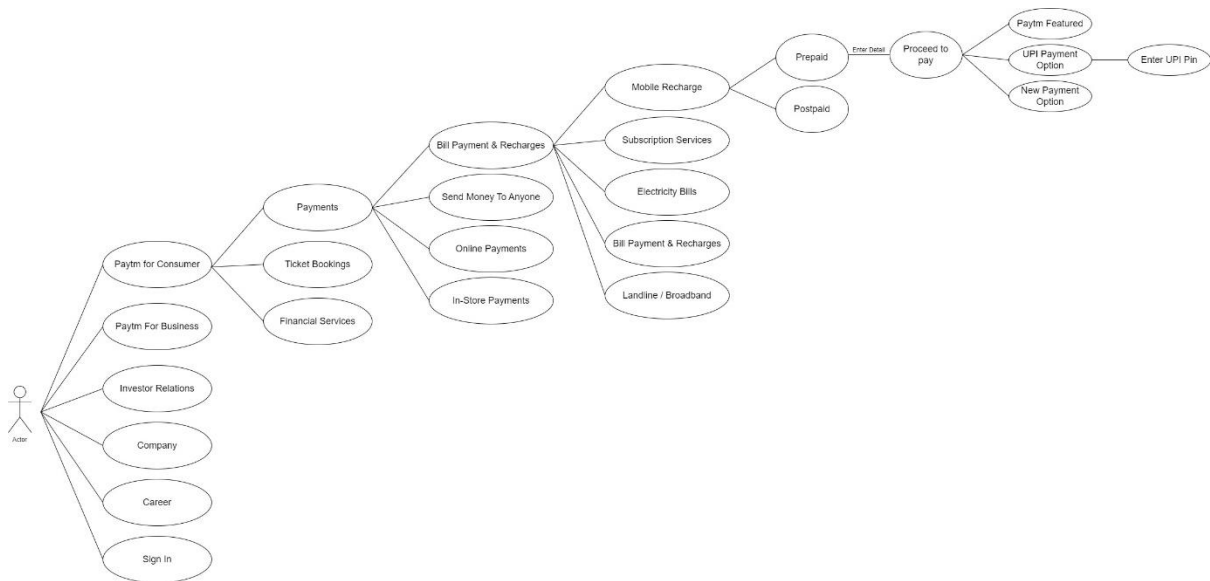 Paytm Featured
Prepaid
Enter Detail
Proceed to
pay
UPI Payment
Option
Enter UPI Pin
Mobile Recharge
New Payment
Option
Postpaid
Bill Payment & Recharges
Subscription Services
Payments
Send Money To Anyone
Electricity Bills
Paytm for Consumer
Ticket Bookings
Online Payments
Bill Payment & Recharges
Financial Services
In-Store Payments
Landline / Broadband
Paytm For Business
Investor Relations
Actor
Company
Career
Sign In